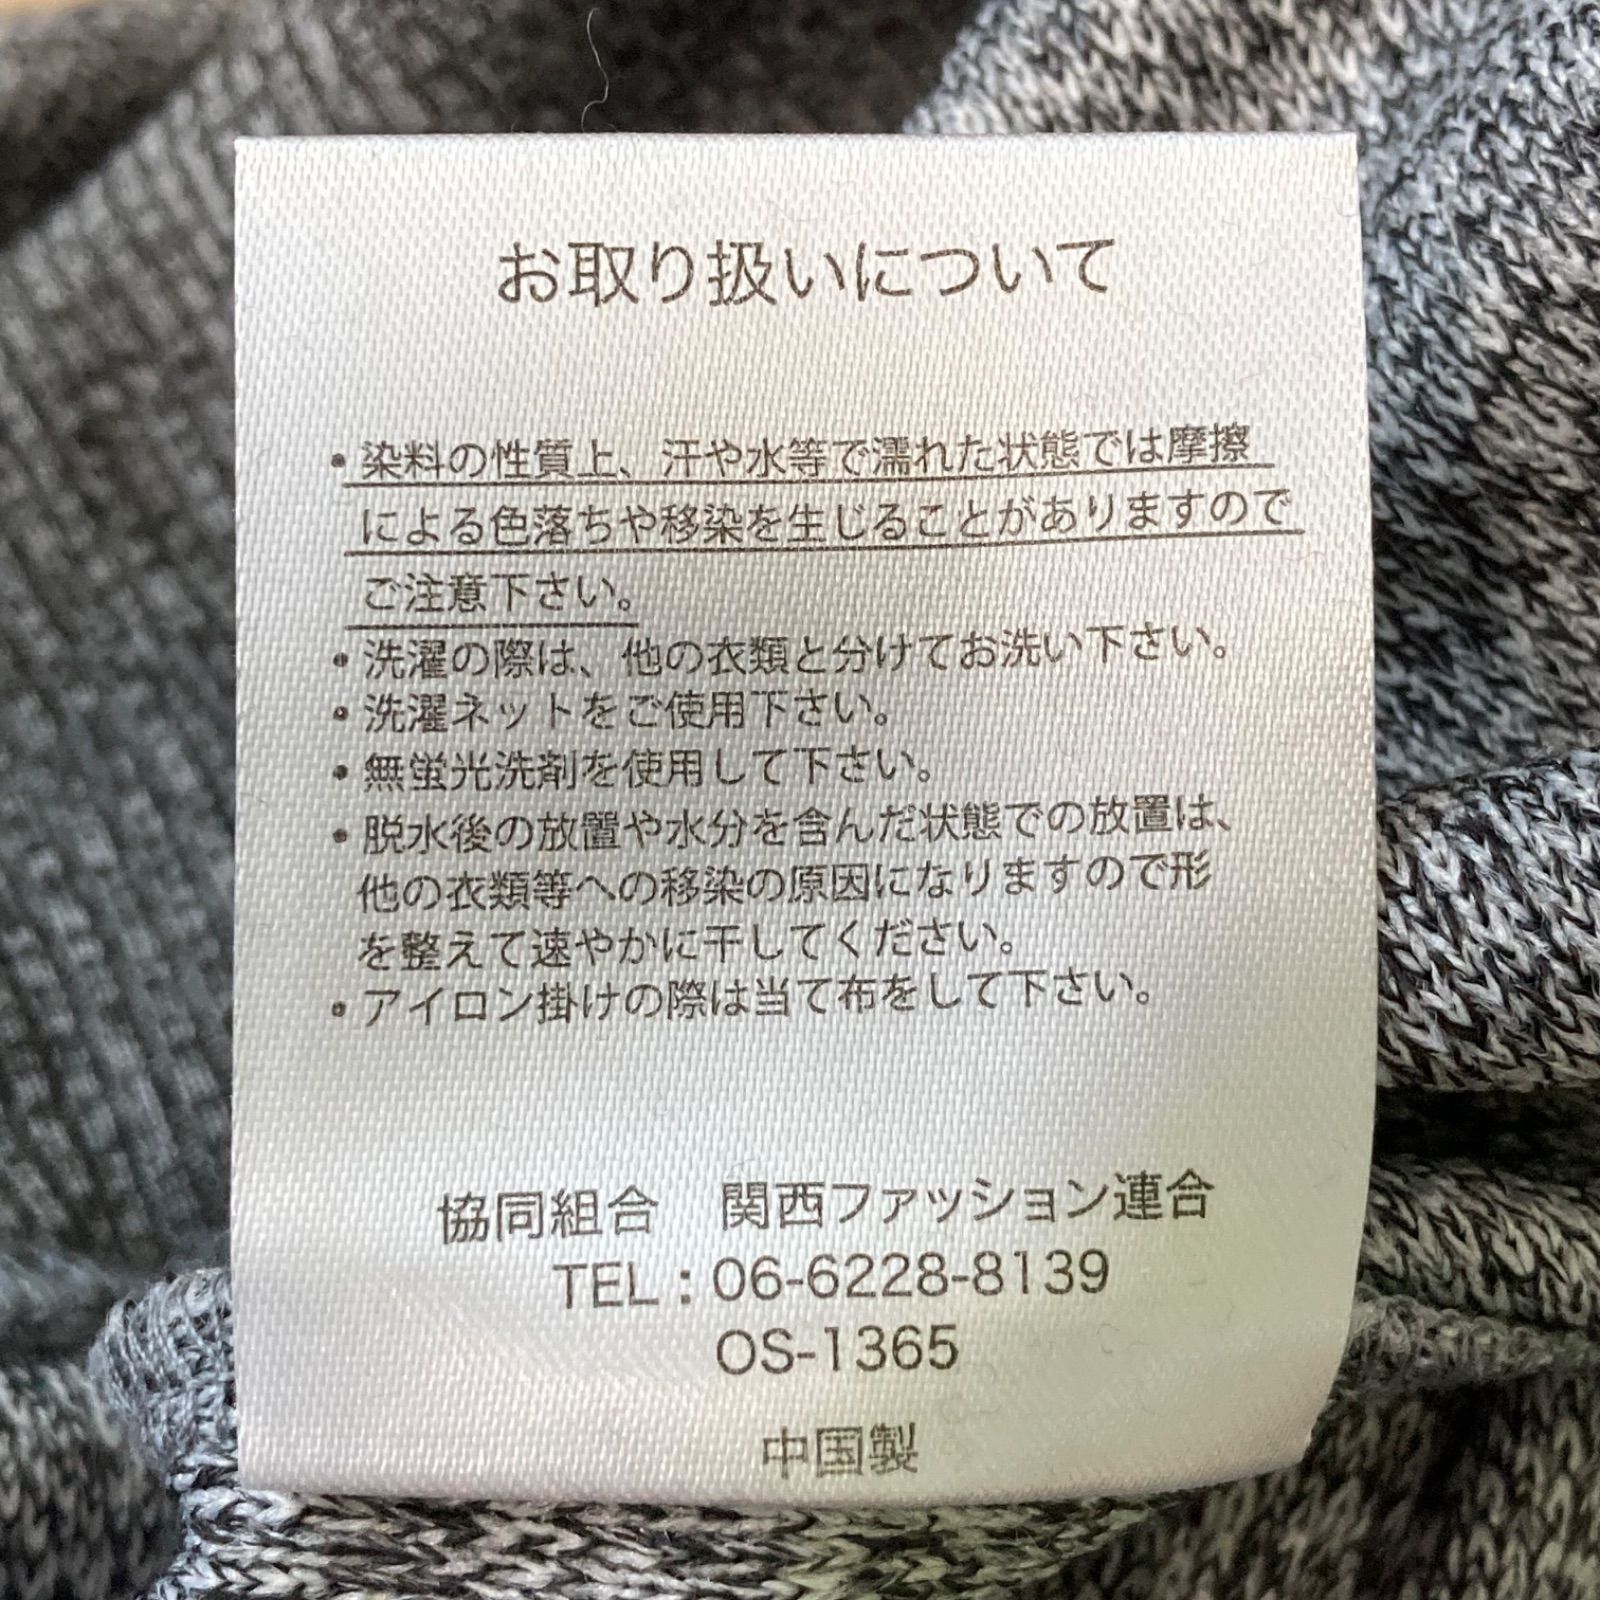 お取り扱いについて
・染料の性質上、汗や水等で濡れた状態では摩擦
による色落ちや移染を生じることがありますので
ご注意下さい。
・洗濯の際は、他の衣類と分けてお洗い下さい。
・洗濯ネットをご使用下さい。
・無蛍光洗剤を使用して下さい。
・脱水後の放置や水分を含んだ状態での放置は、
他の衣類等への移染の原因になりますので形
を整えて速やかに干してください。
・アイロン掛けの際は当て布をして下さい。
協同組合　関西ファッション連合
TEL：06-6228-8139
OS-1365
中国製